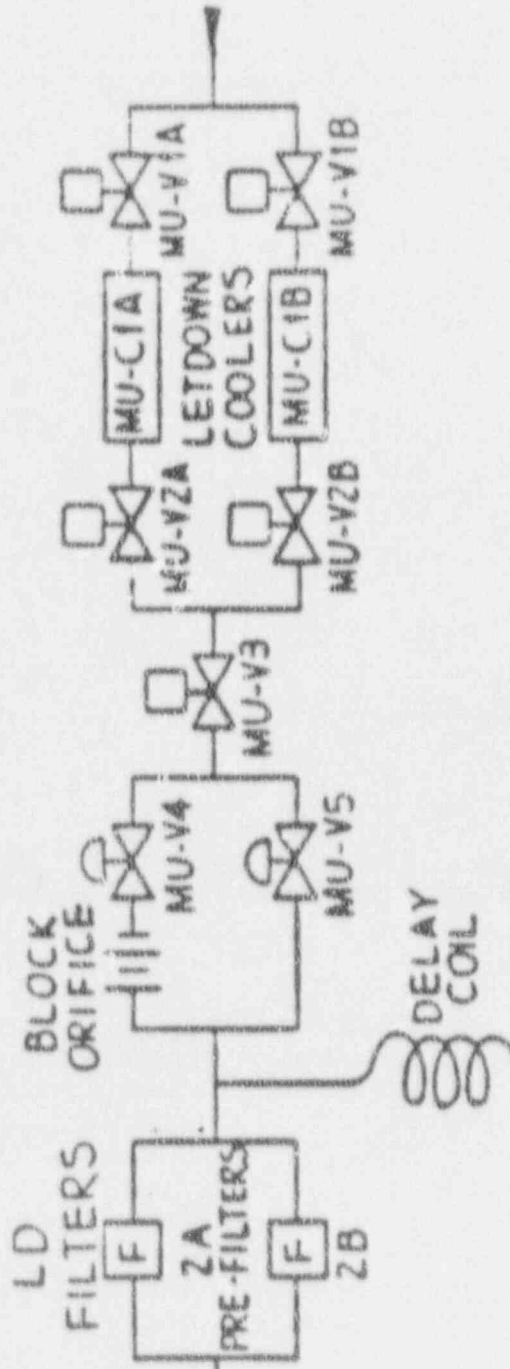 MU-V1A
MU-V1B
MU-C1A
LETDOWN
COOLERS
MU-C1B
MU-V2A
MU-V2B
MU-V3
MU-V4
MU-V5
BLOCK
ORIFICE
DELAY
COIL
LD
FILTERS
F
2A
PRE-FILTERS
F
2B